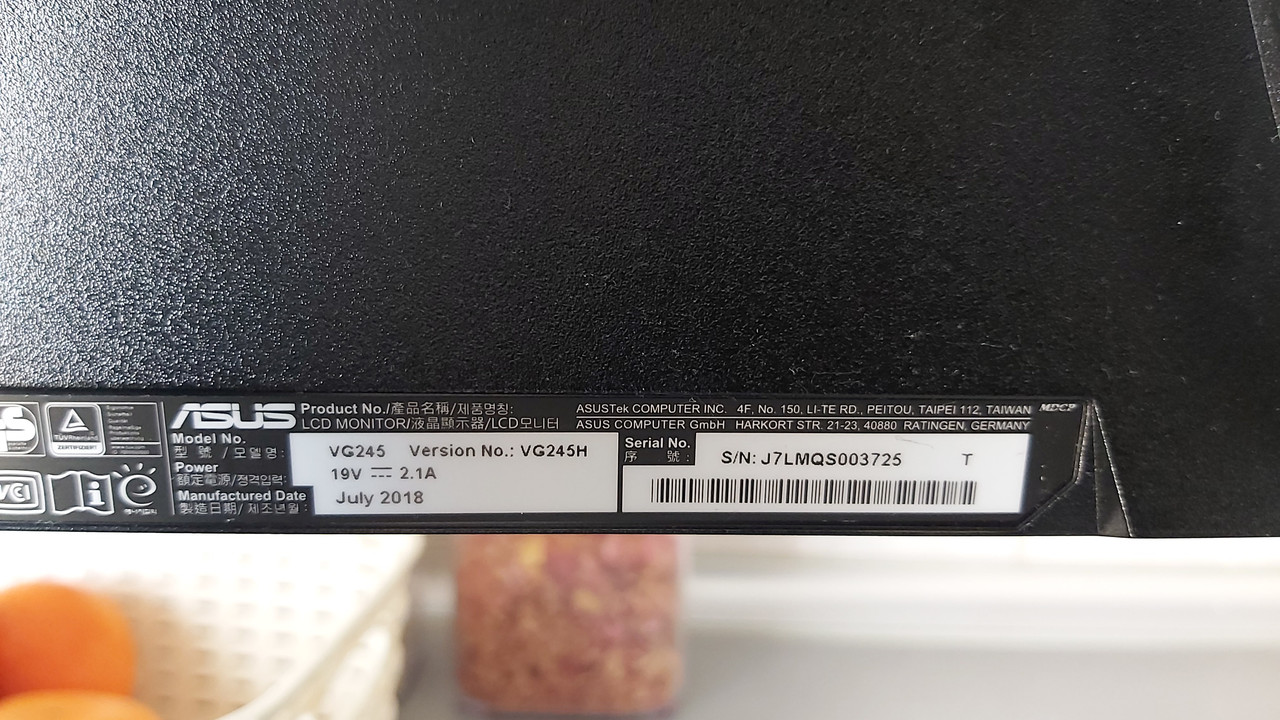 ASUS
Product No./產品名稱/제품명칭:
LCD MONITOR/液晶顯示器/LCD모니터
ASUSTek COMPUTER INC. 4F, No. 150, LI-TE RD., PEITOU, TAIPEI 112, TAIWAN
ASUS COMPUTER GmbH HARKORT STR. 21-23, 40880 RATINGEN, GERMANY
MDCP
TÜVRheinland
ZERTIFIZIERT
Model No.
型 號 / 모델명:
VG245 Version No.: VG245H
Power
額定電源/정격입력:
19V 2.1A
Manufactured Date
製造日期/제조년월:
July 2018
Serial No.
序 號:
S/N: J7LMQS003725 T